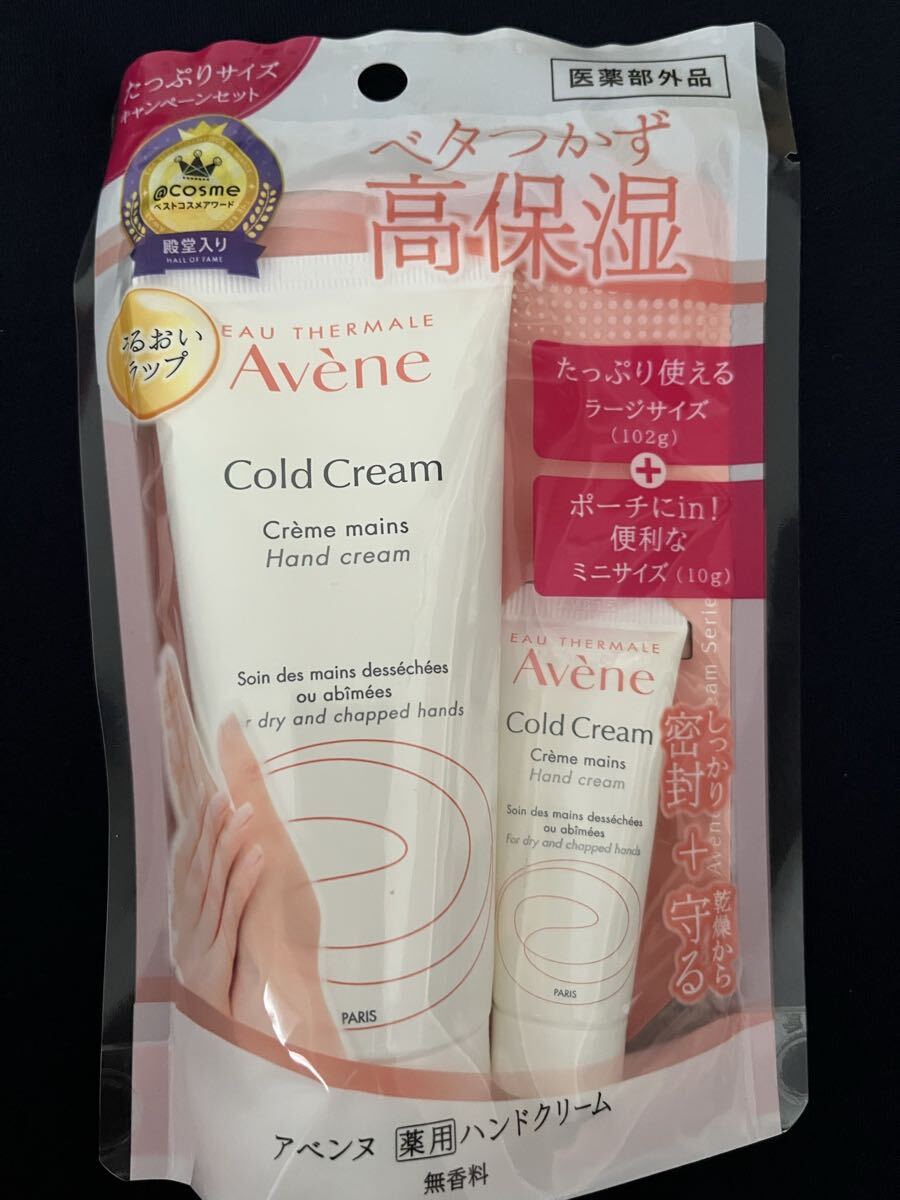 たっぷりサイズ
キャンペーンセット
医薬部外品
@cosme
ベストコスメアワード
殿堂入り
HALL OF FAME
ベタつかず
高保湿
るおい
ラップ
EAU THERMALE
Avène
Cold Cream
Crème mains
Hand cream
Soin des mains desséchées
ou abîmées
For dry and chapped hands
PARIS
たっぷり使える
ラージサイズ
(102g)
+
ポーチにin!
便利な
ミニサイズ(10g)
EAU THERMALE
Avène
Cold Cream
Crème mains
Hand cream
Soin des mains desséchées
ou abîmées
For dry and chapped hands
PARIS
しっかり
密封+
乾燥から
守る
アベンヌ 薬用 ハンドクリーム
無香料